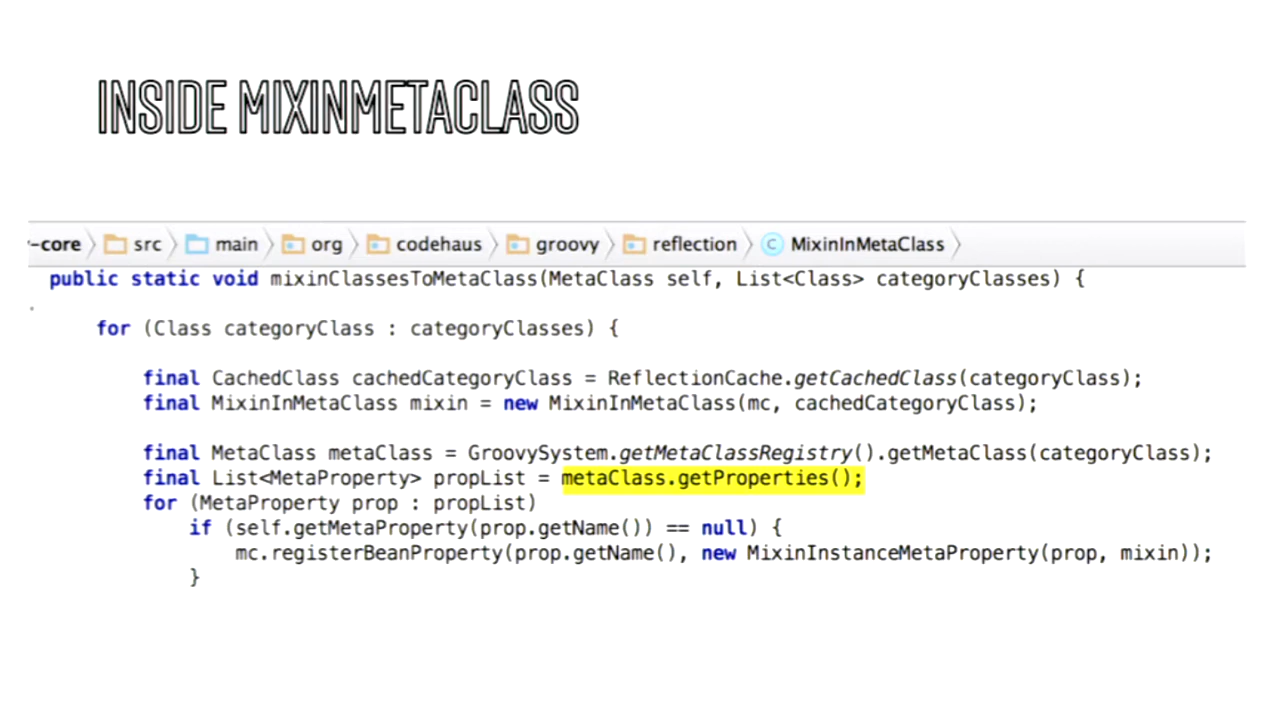 INSIDE MIXINMETACLASS
-core src main org codehaus groovy reflection C MixinInMetaClass
public static void mixinClassesToMetaClass(MetaClass self, List<Class> categoryClasses) {
for (Class categoryClass : categoryClasses) {
final CachedClass cachedCategoryClass = ReflectionCache.getCachedClass(categoryClass);
final MixinInMetaClass mixin = new MixinInMetaClass(mc, cachedCategoryClass);
final MetaClass metaClass = GroovySystem.getMetaClassRegistry().getMetaClass(categoryClass);
final List<MetaProperty> propList = metaClass.getProperties();
for (MetaProperty prop : propList)
if (self.getMetaProperty(prop.getName()) == null) {
mc.registerBeanProperty(prop.getName(), new MixinInstanceMetaProperty(prop, mixin));
}